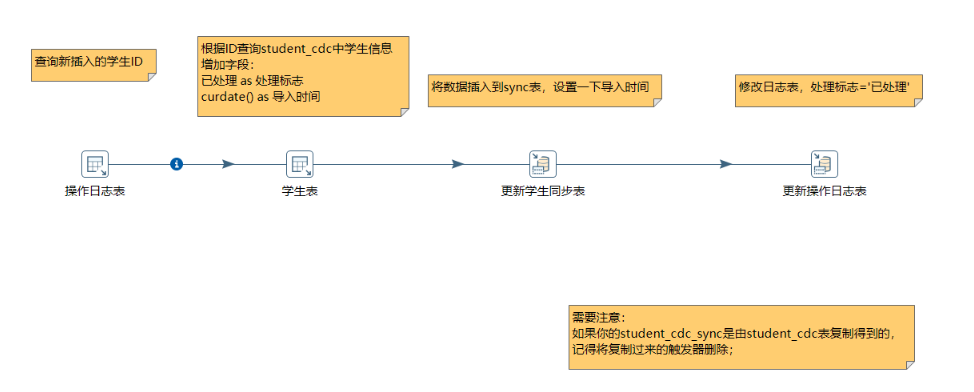 查询新插入的学生ID
根据ID查询student_cdc中学生信息
增加字段：
已处理 as 处理标志
curdate() as 导入时间
将数据插入到sync表，设置一下导入时间
修改日志表，处理标志='已处理'
操作日志表
学生表
更新学生同步表
更新操作日志表
需要注意：
如果你的student_cdc_sync是由student_cdc表复制得到的，
记得将复制过来的触发器删除；